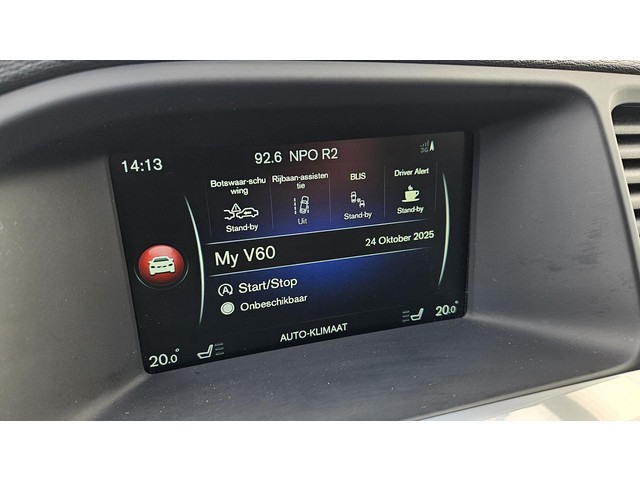 14:13
92.6 NPO R2
3G
Botswaar-schu
wing
Stand-by
Rijbaan-assisten
tie
Uit
BLIS
Stand-by
Driver Alert
Stand-by
My V60
24 Oktober 2025
Start/Stop
Onbeschikbaar
20.0°
AUTO-KLIMAAT
20.0°